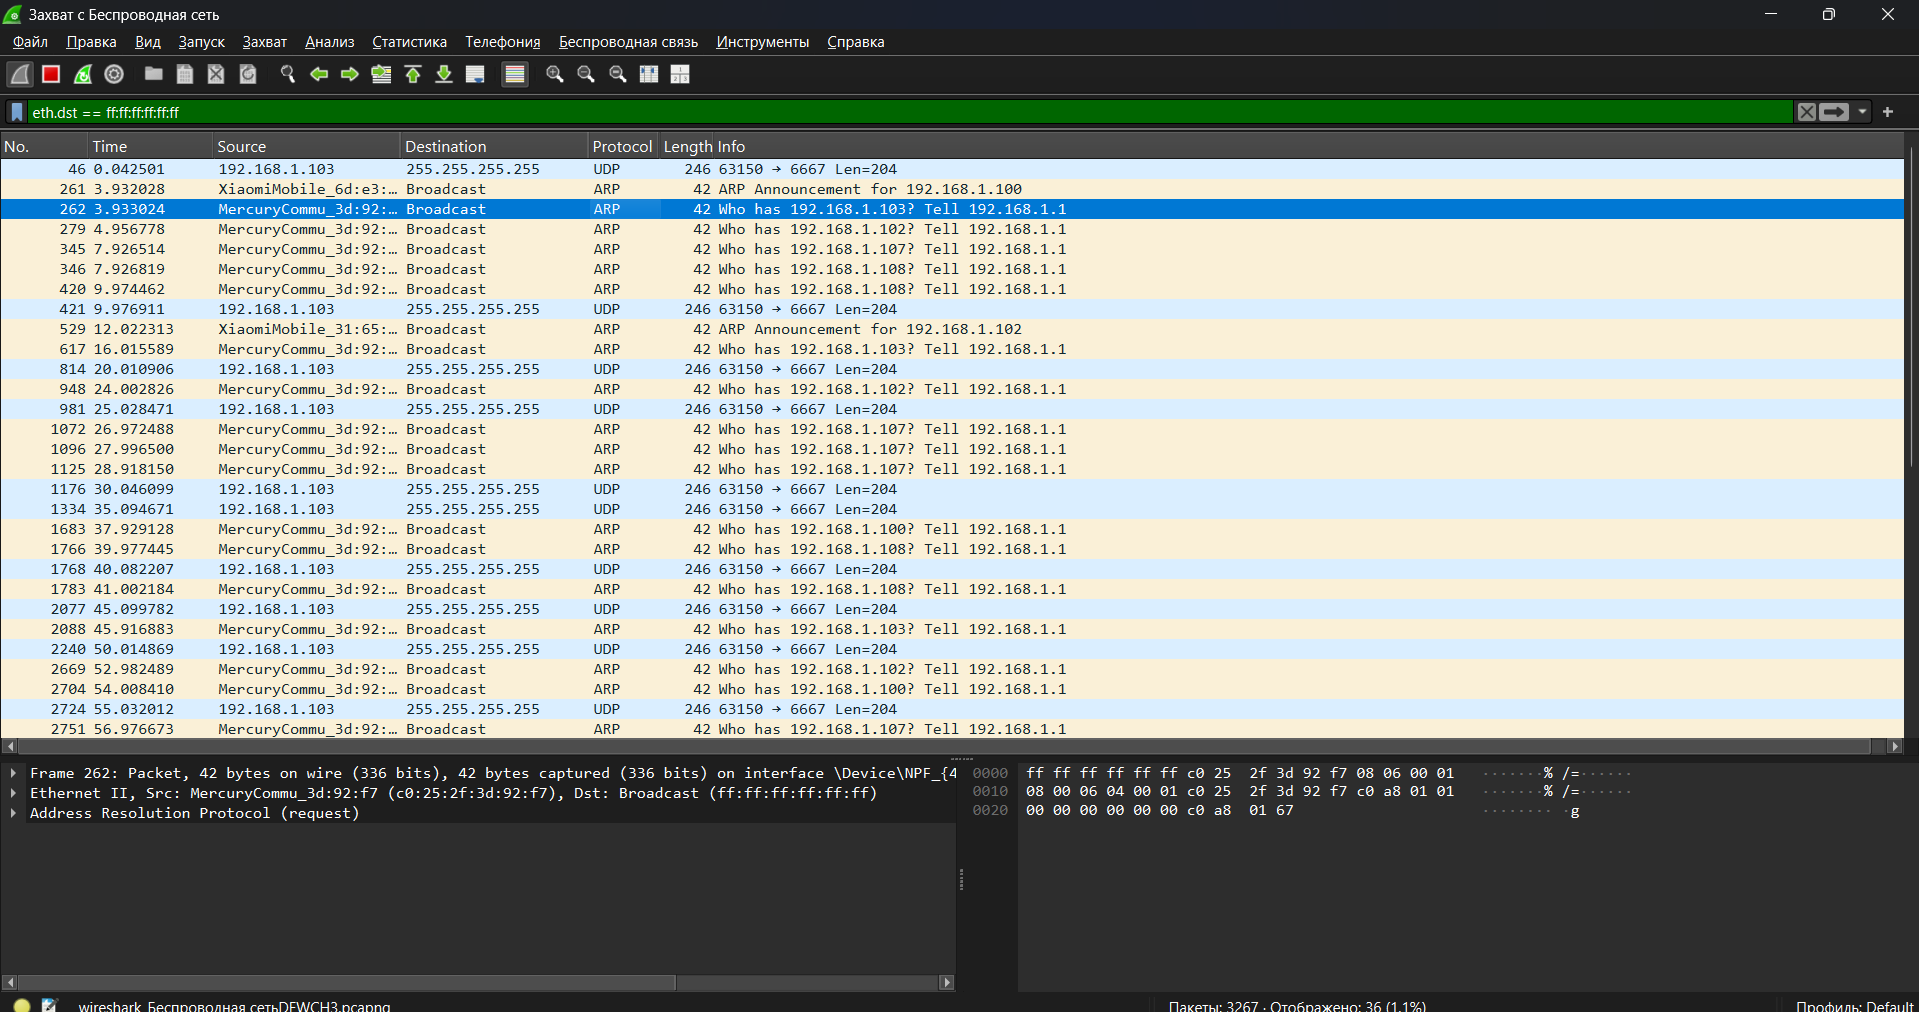 Захват с Беспроводная сеть
Файл Правка Вид Запуск Захват Анализ Статистика Телефония Беспроводная связь Инструменты Справка
eth.dst == ff:ff:ff:ff:ff:ff
No. Time Source Destination Protocol Length Info
46 0.042501 192.168.1.103 255.255.255.255 UDP 246 63150 → 6667 Len=204
261 3.932028 XiaomiMobile_6d:e3:… Broadcast ARP 42 ARP Announcement for 192.168.1.100
262 3.933024 MercuryCommu_3d:92:… Broadcast ARP 42 Who has 192.168.1.103? Tell 192.168.1.1
279 4.956778 MercuryCommu_3d:92:… Broadcast ARP 42 Who has 192.168.1.102? Tell 192.168.1.1
345 7.926514 MercuryCommu_3d:92:… Broadcast ARP 42 Who has 192.168.1.107? Tell 192.168.1.1
346 7.926819 MercuryCommu_3d:92:… Broadcast ARP 42 Who has 192.168.1.108? Tell 192.168.1.1
420 9.974462 MercuryCommu_3d:92:… Broadcast ARP 42 Who has 192.168.1.108? Tell 192.168.1.1
421 9.976911 192.168.1.103 255.255.255.255 UDP 246 63150 → 6667 Len=204
529 12.022313 XiaomiMobile_31:65:… Broadcast ARP 42 ARP Announcement for 192.168.1.102
617 16.015589 MercuryCommu_3d:92:… Broadcast ARP 42 Who has 192.168.1.103? Tell 192.168.1.1
814 20.010906 192.168.1.103 255.255.255.255 UDP 246 63150 → 6667 Len=204
948 24.002826 MercuryCommu_3d:92:… Broadcast ARP 42 Who has 192.168.1.102? Tell 192.168.1.1
981 25.028471 192.168.1.103 255.255.255.255 UDP 246 63150 → 6667 Len=204
1072 26.972488 MercuryCommu_3d:92:… Broadcast ARP 42 Who has 192.168.1.107? Tell 192.168.1.1
1096 27.996500 MercuryCommu_3d:92:… Broadcast ARP 42 Who has 192.168.1.107? Tell 192.168.1.1
1125 28.918150 MercuryCommu_3d:92:… Broadcast ARP 42 Who has 192.168.1.107? Tell 192.168.1.1
1176 30.046099 192.168.1.103 255.255.255.255 UDP 246 63150 → 6667 Len=204
1334 35.094671 192.168.1.103 255.255.255.255 UDP 246 63150 → 6667 Len=204
1683 37.929128 MercuryCommu_3d:92:… Broadcast ARP 42 Who has 192.168.1.100? Tell 192.168.1.1
1766 39.977445 MercuryCommu_3d:92:… Broadcast ARP 42 Who has 192.168.1.108? Tell 192.168.1.1
1768 40.082207 192.168.1.103 255.255.255.255 UDP 246 63150 → 6667 Len=204
1783 41.002184 MercuryCommu_3d:92:… Broadcast ARP 42 Who has 192.168.1.108? Tell 192.168.1.1
2077 45.099782 192.168.1.103 255.255.255.255 UDP 246 63150 → 6667 Len=204
2088 45.916883 MercuryCommu_3d:92:… Broadcast ARP 42 Who has 192.168.1.103? Tell 192.168.1.1
2240 50.014869 192.168.1.103 255.255.255.255 UDP 246 63150 → 6667 Len=204
2669 52.982489 MercuryCommu_3d:92:… Broadcast ARP 42 Who has 192.168.1.102? Tell 192.168.1.1
2704 54.008410 MercuryCommu_3d:92:… Broadcast ARP 42 Who has 192.168.1.100? Tell 192.168.1.1
2724 55.032012 192.168.1.103 255.255.255.255 UDP 246 63150 → 6667 Len=204
2751 56.976673 MercuryCommu_3d:92:… Broadcast ARP 42 Who has 192.168.1.107? Tell 192.168.1.1
Frame 262: Packet, 42 bytes on wire (336 bits), 42 bytes captured (336 bits) on interface \Device\NPF_{4
Ethernet II, Src: MercuryCommu_3d:92:f7 (c0:25:2f:3d:92:f7), Dst: Broadcast (ff:ff:ff:ff:ff:ff)
Address Resolution Protocol (request)
0000 ff ff ff ff ff ff c0 25 2f 3d 92 f7 08 06 00 01 ·······% /=······
0010 08 00 06 04 00 01 c0 25 2f 3d 92 f7 c0 a8 01 01 ·······% /=······
0020 00 00 00 00 00 00 c0 a8 01 67 ········ ·g
wireshark_Беспроводная сетьDFWCH3.pcapng
Пакеты: 3267 · Отображено: 36 (1.1%)
Профиль: Default